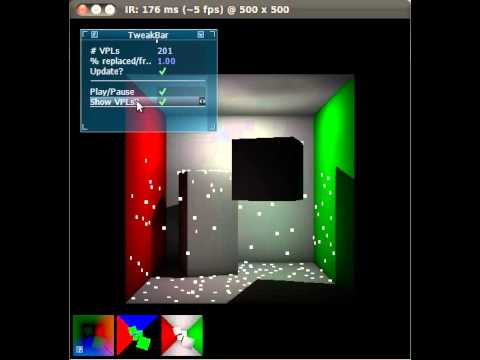 IR: 176 ms (~5 fps) @ 500 x 500
TweakBar
# VPLs 201
% replaced/fr.. 1.00
Update?
Play/Pause
Show VPLs?